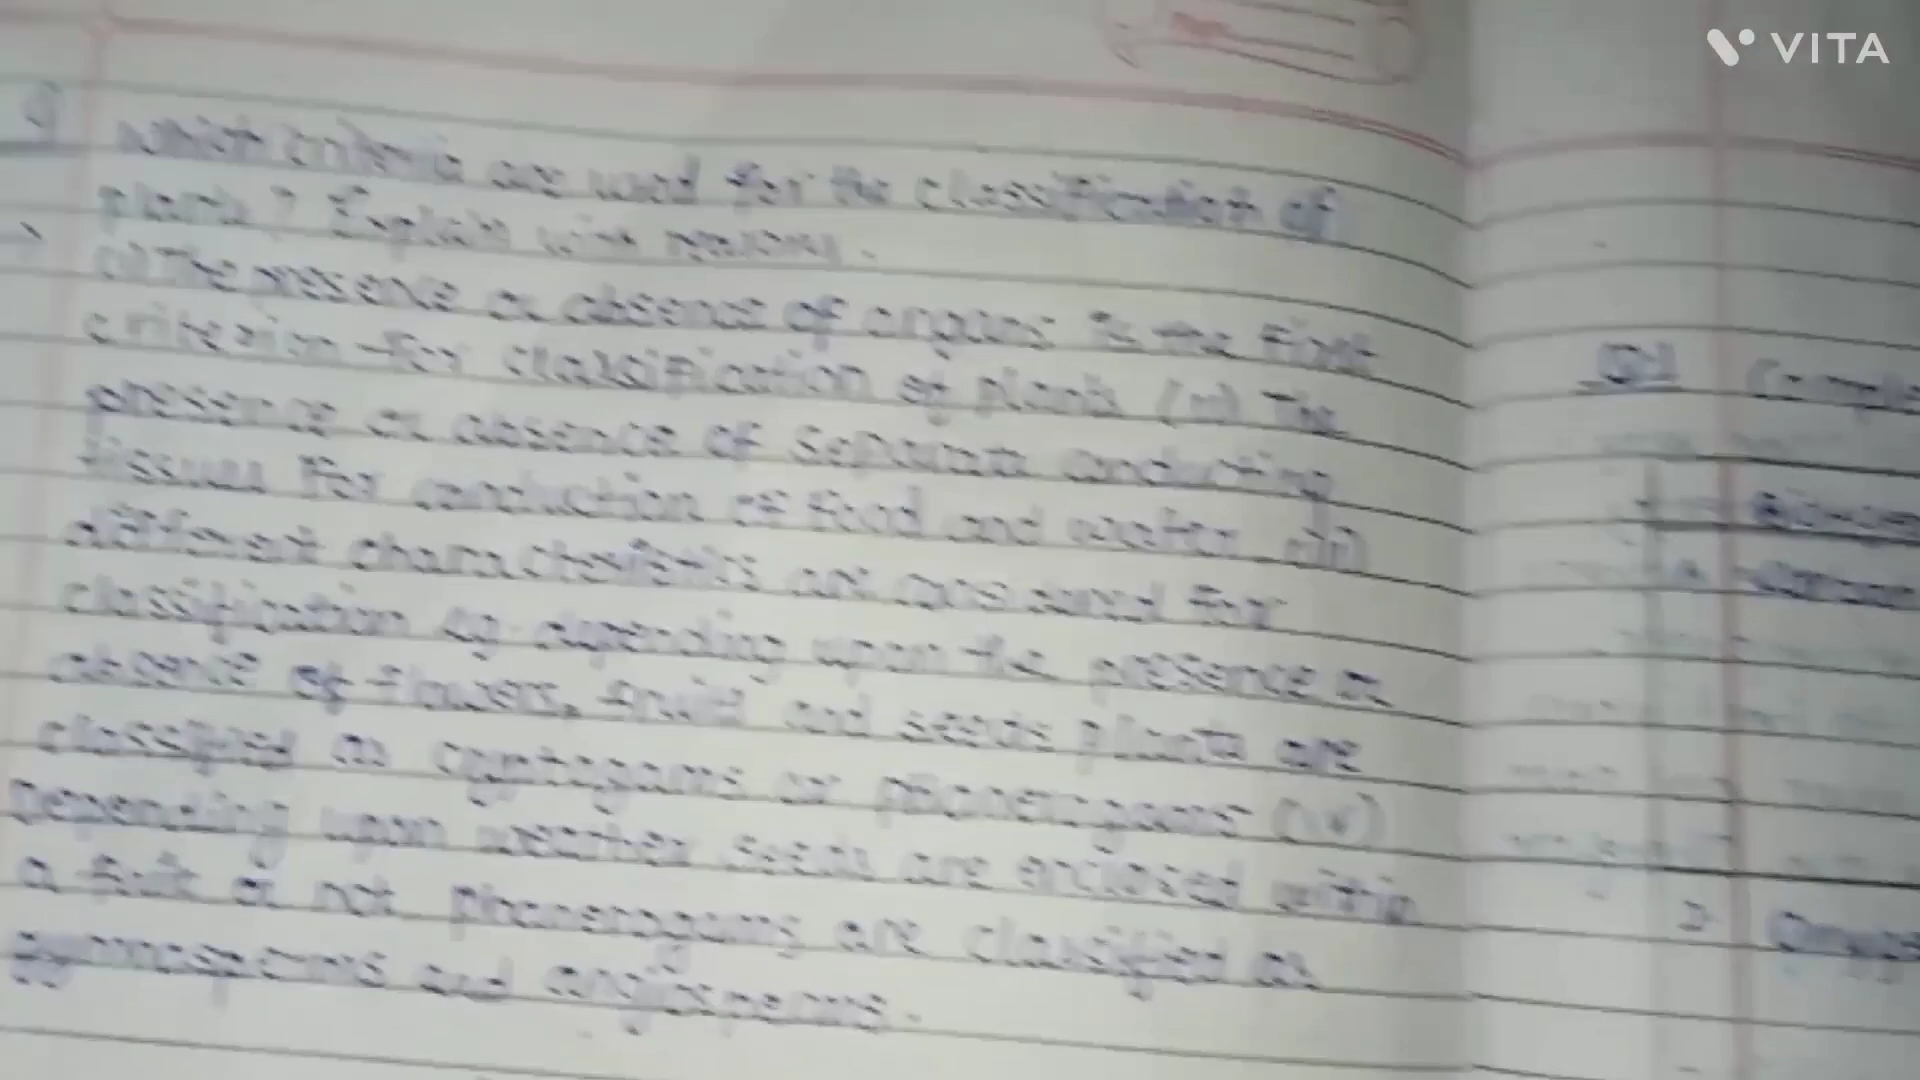 VITA
which criteria are used for the classification of
plants? Explain with reasons.
(i) The presence or absence of organs is the first
criterion for classification of plants (ii) The
presence or absence of separate conducting
tissues for conduction of food and water (iii)
different characteristics are considered for
classification eg. depending upon the presence or
absence of flowers, fruits and seeds plants are
classified as cryptogams or phanerogams (iv)
Depending upon weather seeds are enclosed within
a fruit or not phanerogams are classified as
gymnosperms and angiosperms.
Q.1